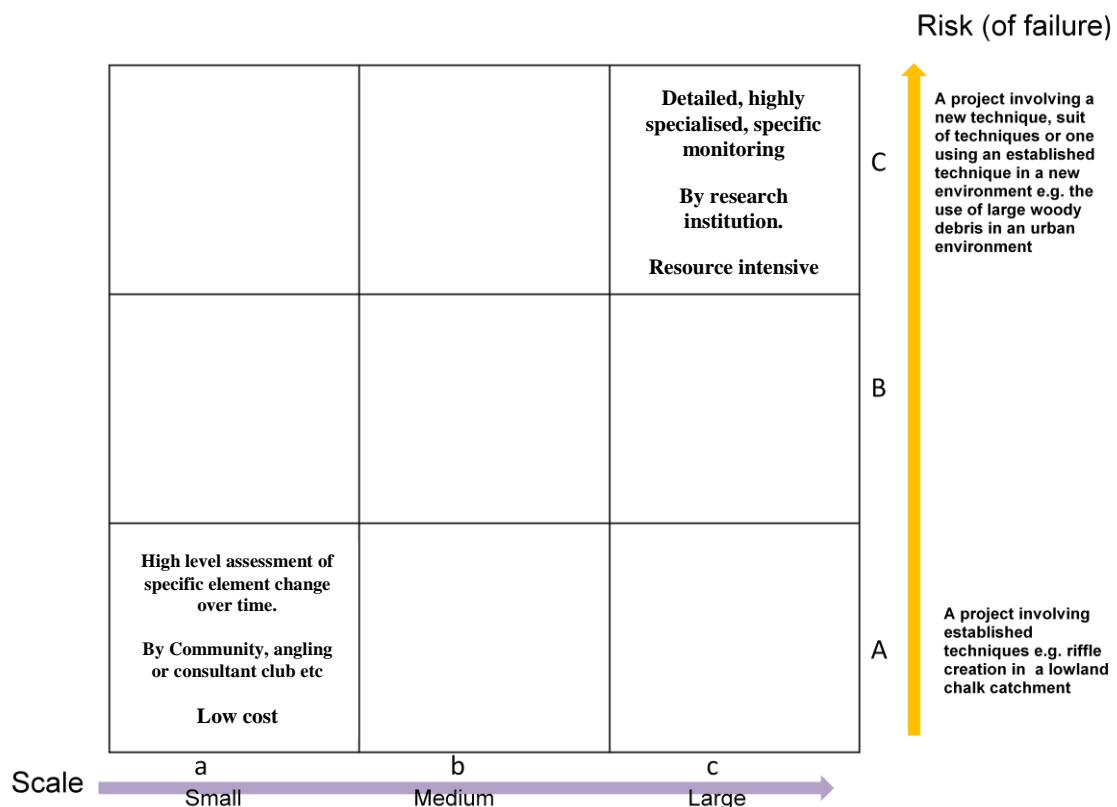 Risk (of failure)
Detailed, highly
specialised, specific
monitoring
By research
institution.
Resource intensive
C
A project involving a
new technique, suit
of techniques or one
using an established
technique in a new
environment e.g. the
use of large woody
debris in an urban
environment
B
High level assessment of
specific element change
over time.
By Community, angling
or consultant club etc
Low cost
A
A project involving
established
techniques e.g. riffle
creation in a lowland
chalk catchment
a
b
c
Scale
Small
Medium
Large